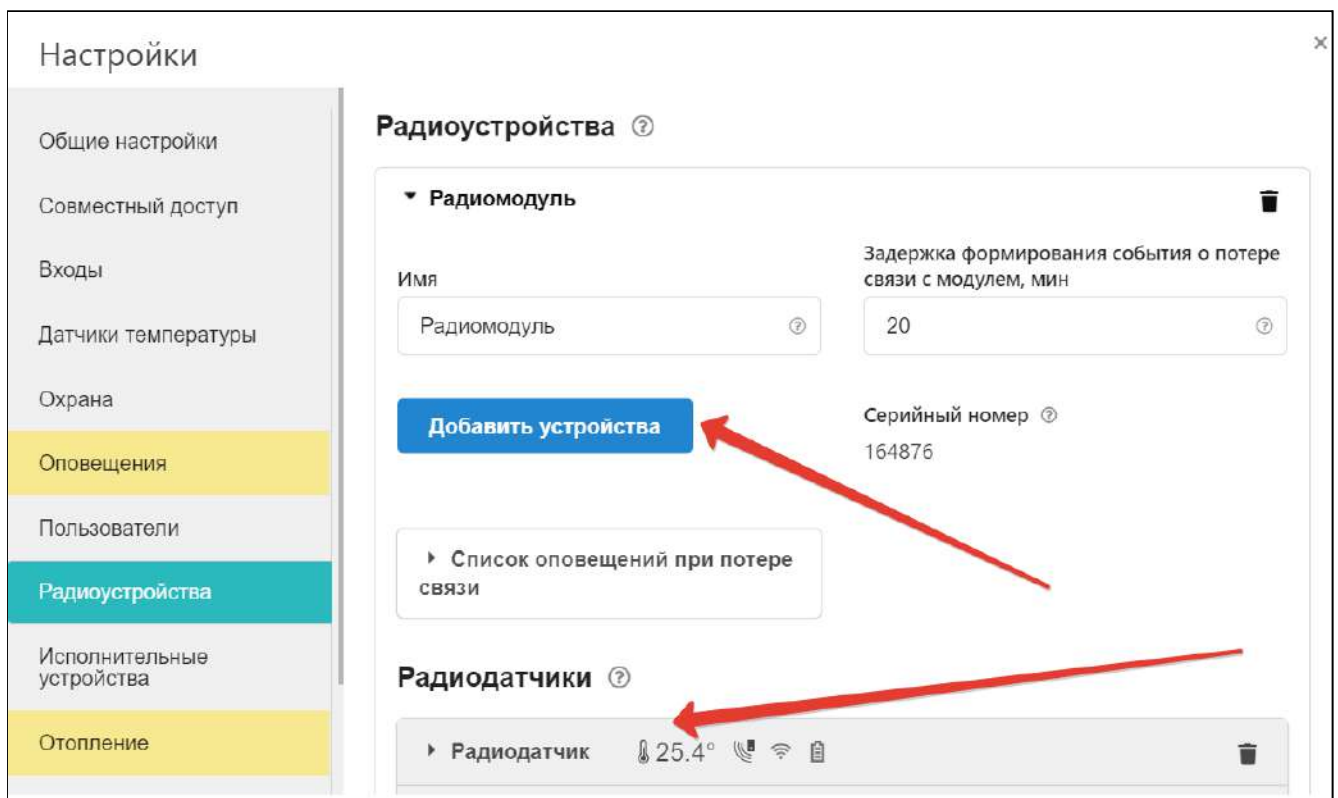 Настройки
×
Общие настройки
Совместный доступ
Входы
Датчики температуры
Охрана
Оповещения
Пользователи
Радиоустройства
Исполнительные
устройства
Отопление
Радиоустройства ?
Радиомодуль
Имя
Радиомодуль ?
Задержка формирования события о потере
связи с модулем, мин
20 ?
Добавить устройства
Серийный номер ?
164876
Список оповещений при потере
связи
Радиодатчики ?
Радиодатчик 25.4°